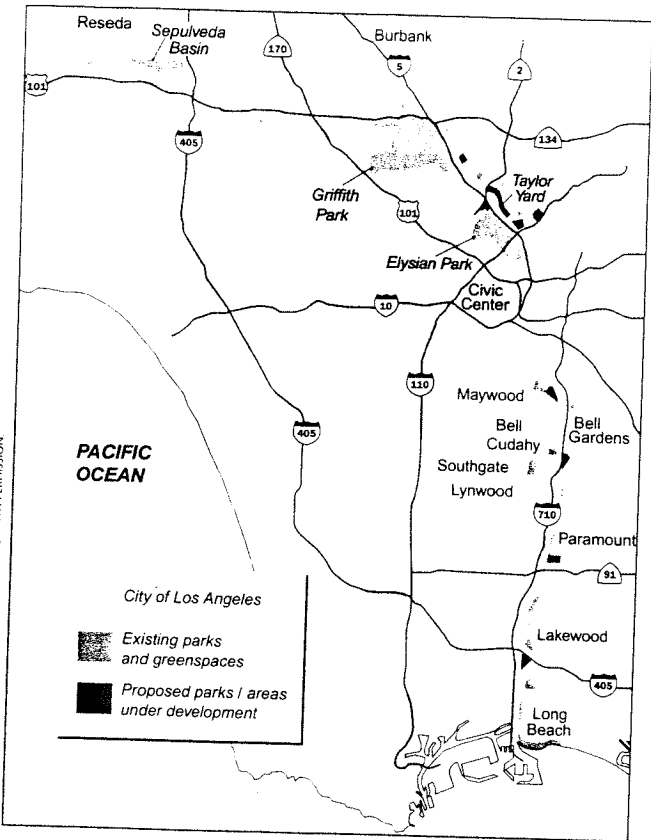 Reseda
Sepulveda
Basin
170
Burbank
5
2
101
405
134
Griffith
Park
101
Taylor
Yard
Elysian Park
Civic
Center
10
110
Maywood
Bell
Cudahy
Bell
Gardens
Southgate
Lynwood
405
PACIFIC
OCEAN
710
Paramount
91
City of Los Angeles
Existing parks
and greenspaces
Proposed parks / areas
under development
Lakewood
405
Long
Beach
PERMISSION.